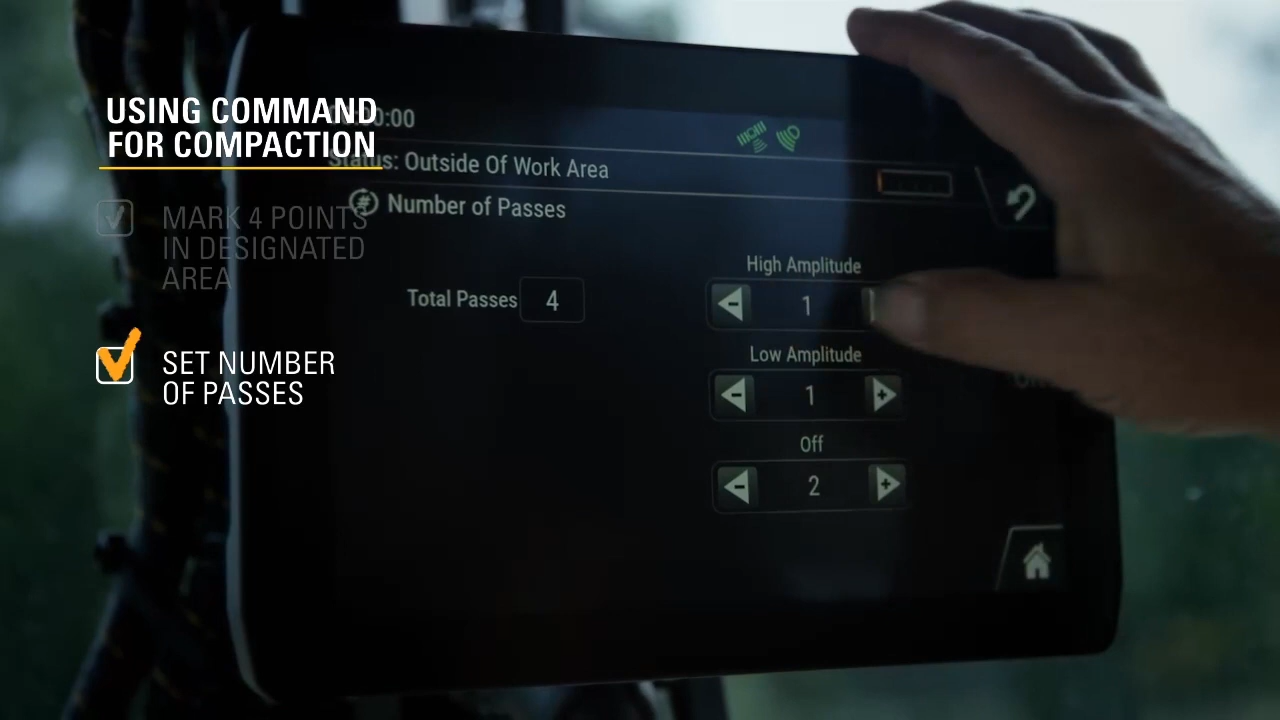 USING COMMAND
FOR COMPACTION
MARK 4 POINTS
IN DESIGNATED
AREA
SET NUMBER
OF PASSES
Status: Outside Of Work Area
Number of Passes
Total Passes 4
High Amplitude
1
Low Amplitude
1
Off
2